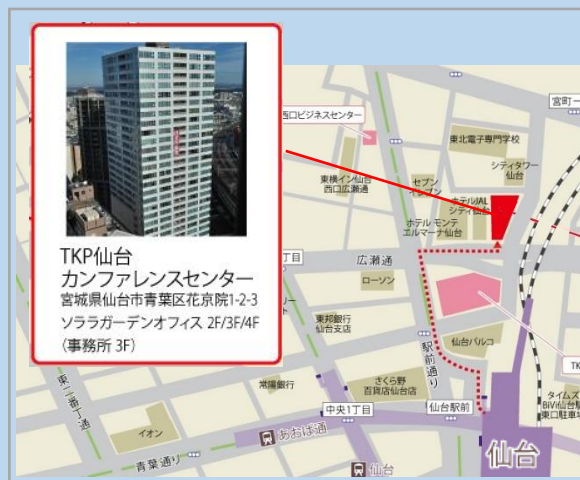 TKP仙台
カンファレンスセンター
宮城県仙台市青葉区花京院1-2-3
ソララガーデンオフィス 2F/3F/4F
(事務所 3F)
西口ビジネスセンター
東横イン仙台
西口広瀬通
セブン
イレブン
東北電子専門学校
シティタワー
仙台
ホテルJAL
シティ仙台
ホテル モンテ
エルマーナ仙台
丁目
広瀬通
ローソン
東邦銀行
仙台支店
駅前通り
仙台パルコ
TK
常陽銀行
さくら野
百貨店仙台店
中央1丁目
仙台駅前
東二番丁通
イオン
青葉通り
あおば通
仙台
仙台
タイムズ
BiVi仙台駅
東口駐車場
宮町一